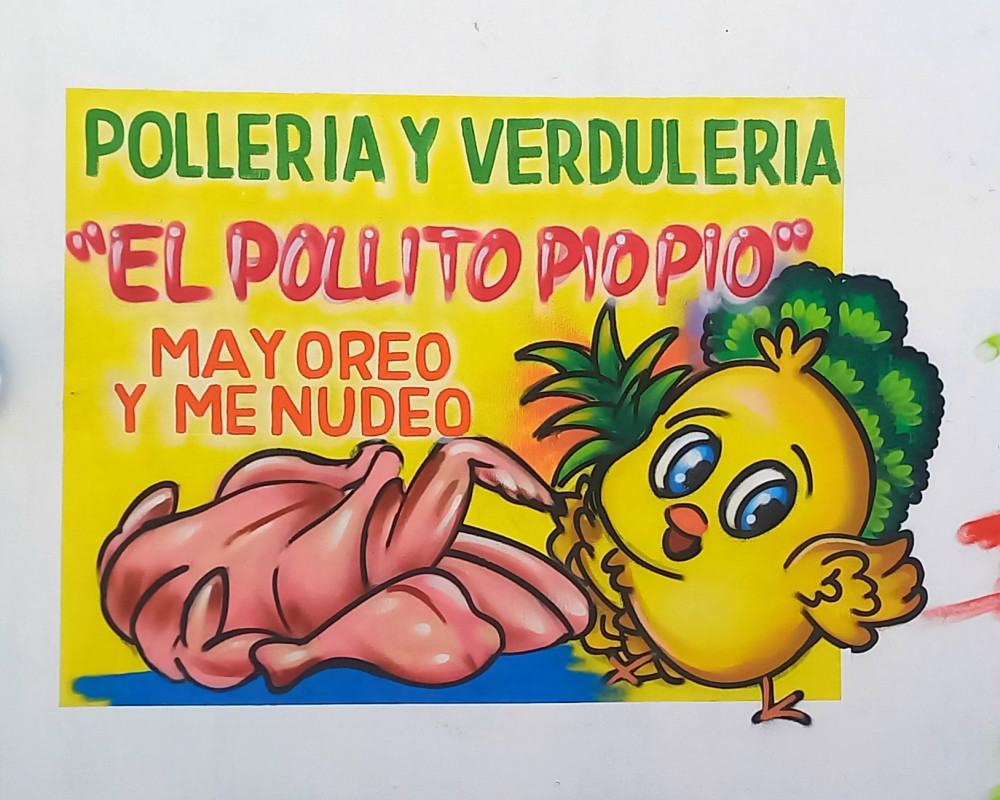 POLLERIA Y VERDULERIA
"EL POLLITO PIOPIO"
MAYOREO
Y MENUDEO